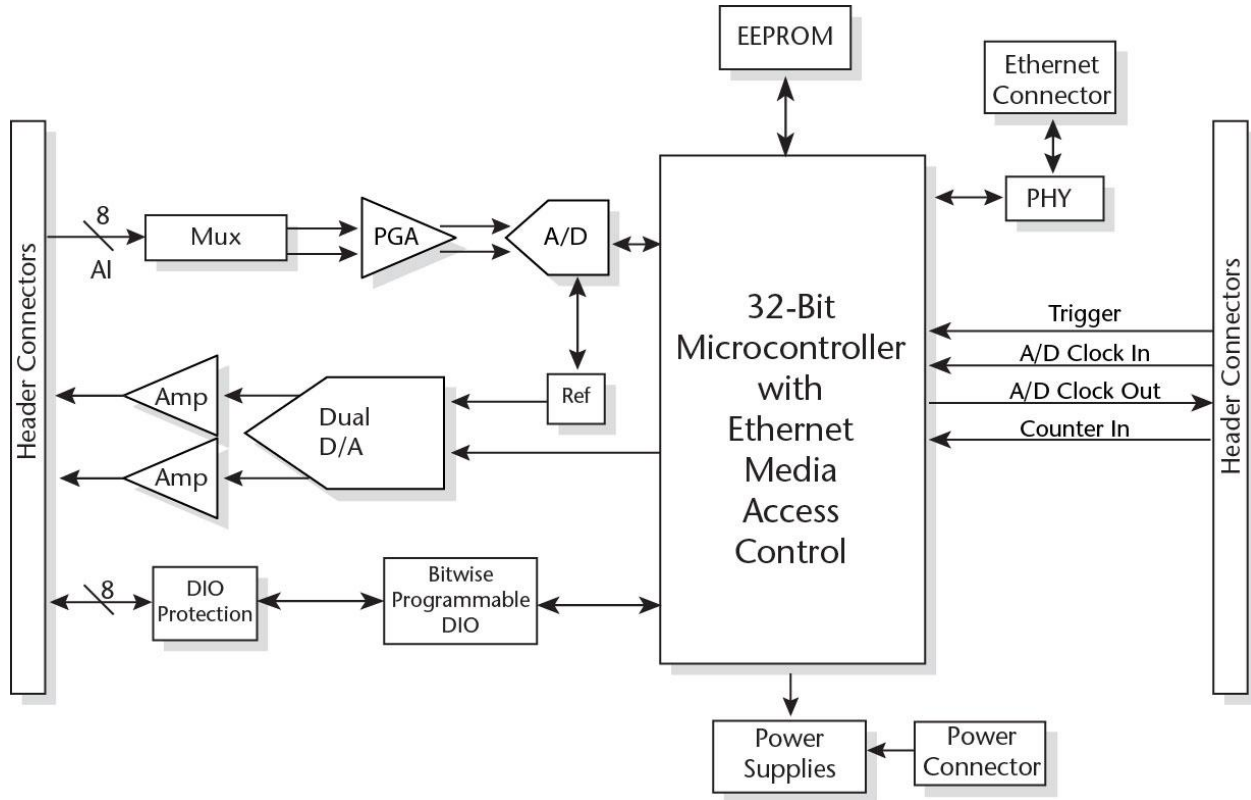 EEPROM
Ethernet
Connector
PHY
Header Connectors
8
AI
Mux
PGA
A/D
32-Bit
Microcontroller
with
Ethernet
Media
Access
Control
Trigger
A/D Clock In
A/D Clock Out
Counter In
Header Connectors
Amp
Amp
Dual
D/A
Ref
8
DIO
Protection
Bitwise
Programmable
DIO
Power
Supplies
Power
Connector